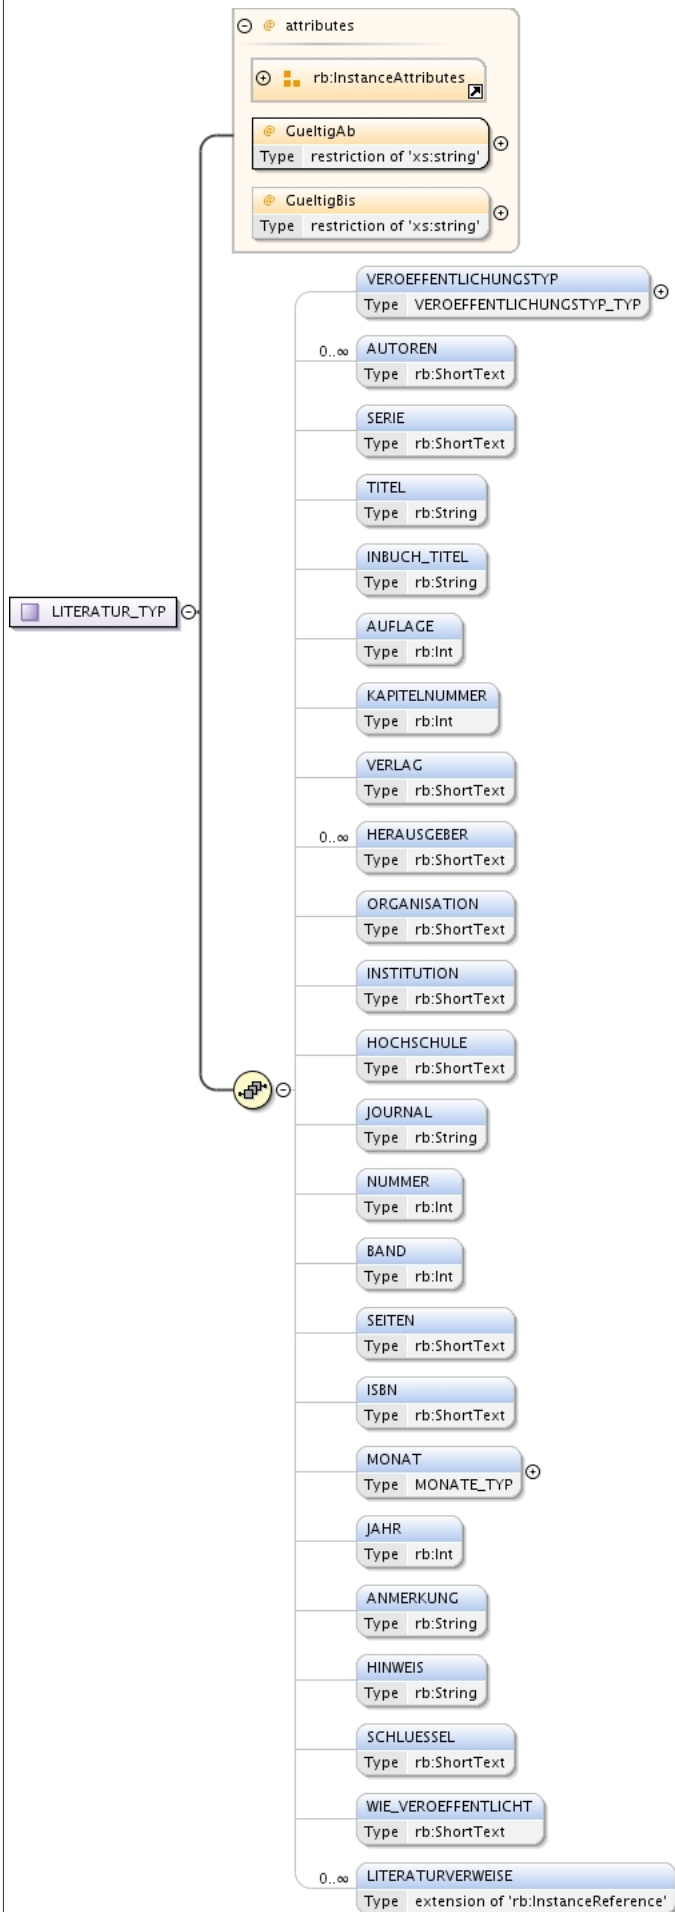 attributes
rb:InstanceAttributes
@ GueltigAb
Type restriction of 'xs:string'
@ GueltigBis
Type restriction of 'xs:string'
VEROEFFENTLICHUNGSTYP
Type VEROEFFENTLICHUNGSTYP_TYP
0..∞ AUTOREN
Type rb:ShortText
SERIE
Type rb:ShortText
TITEL
Type rb:String
INBUCH_TITEL
Type rb:String
LITERATUR_TYP
AUFLAGE
Type rb:Int
KAPITELNUMMER
Type rb:Int
VERLAG
Type rb:ShortText
0..∞ HERAUSGEBER
Type rb:ShortText
ORGANISATION
Type rb:ShortText
INSTITUTION
Type rb:ShortText
HOCHSCHULE
Type rb:ShortText
JOURNAL
Type rb:String
NUMMER
Type rb:Int
BAND
Type rb:Int
SEITEN
Type rb:ShortText
ISBN
Type rb:ShortText
MONAT
Type MONATE_TYP
JAHR
Type rb:Int
ANMERKUNG
Type rb:String
HINWEIS
Type rb:String
SCHLUESSEL
Type rb:ShortText
WIE_VEROEFFENTLICHT
Type rb:ShortText
0..∞ LITERATURVERWEISE
Type extension of 'rb:InstanceReference'